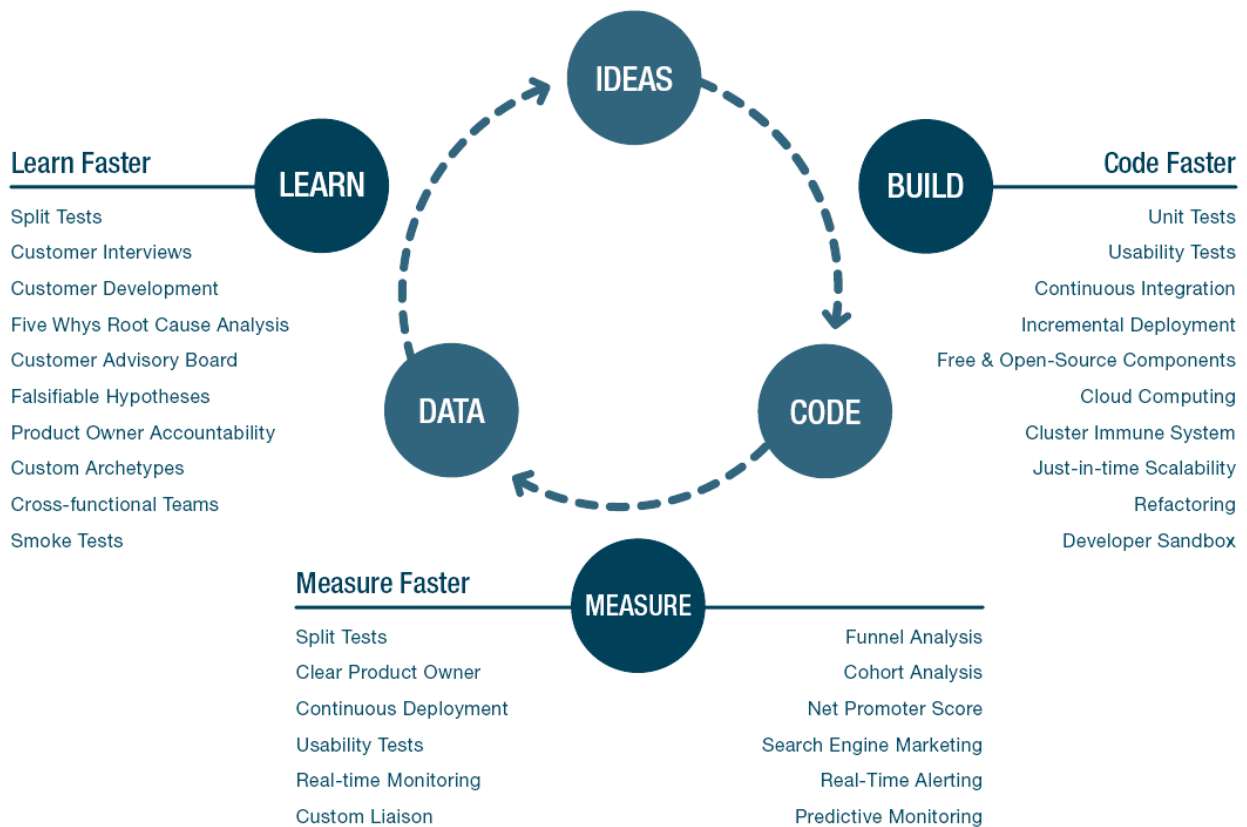 IDEAS
LEARN
BUILD
DATA
CODE
MEASURE
Learn Faster
Split Tests
Customer Interviews
Customer Development
Five Whys Root Cause Analysis
Customer Advisory Board
Falsifiable Hypotheses
Product Owner Accountability
Custom Archetypes
Cross-functional Teams
Smoke Tests
Code Faster
Unit Tests
Usability Tests
Continuous Integration
Incremental Deployment
Free & Open-Source Components
Cloud Computing
Cluster Immune System
Just-in-time Scalability
Refactoring
Developer Sandbox
Measure Faster
Split Tests
Clear Product Owner
Continuous Deployment
Usability Tests
Real-time Monitoring
Custom Liaison
Funnel Analysis
Cohort Analysis
Net Promoter Score
Search Engine Marketing
Real-Time Alerting
Predictive Monitoring